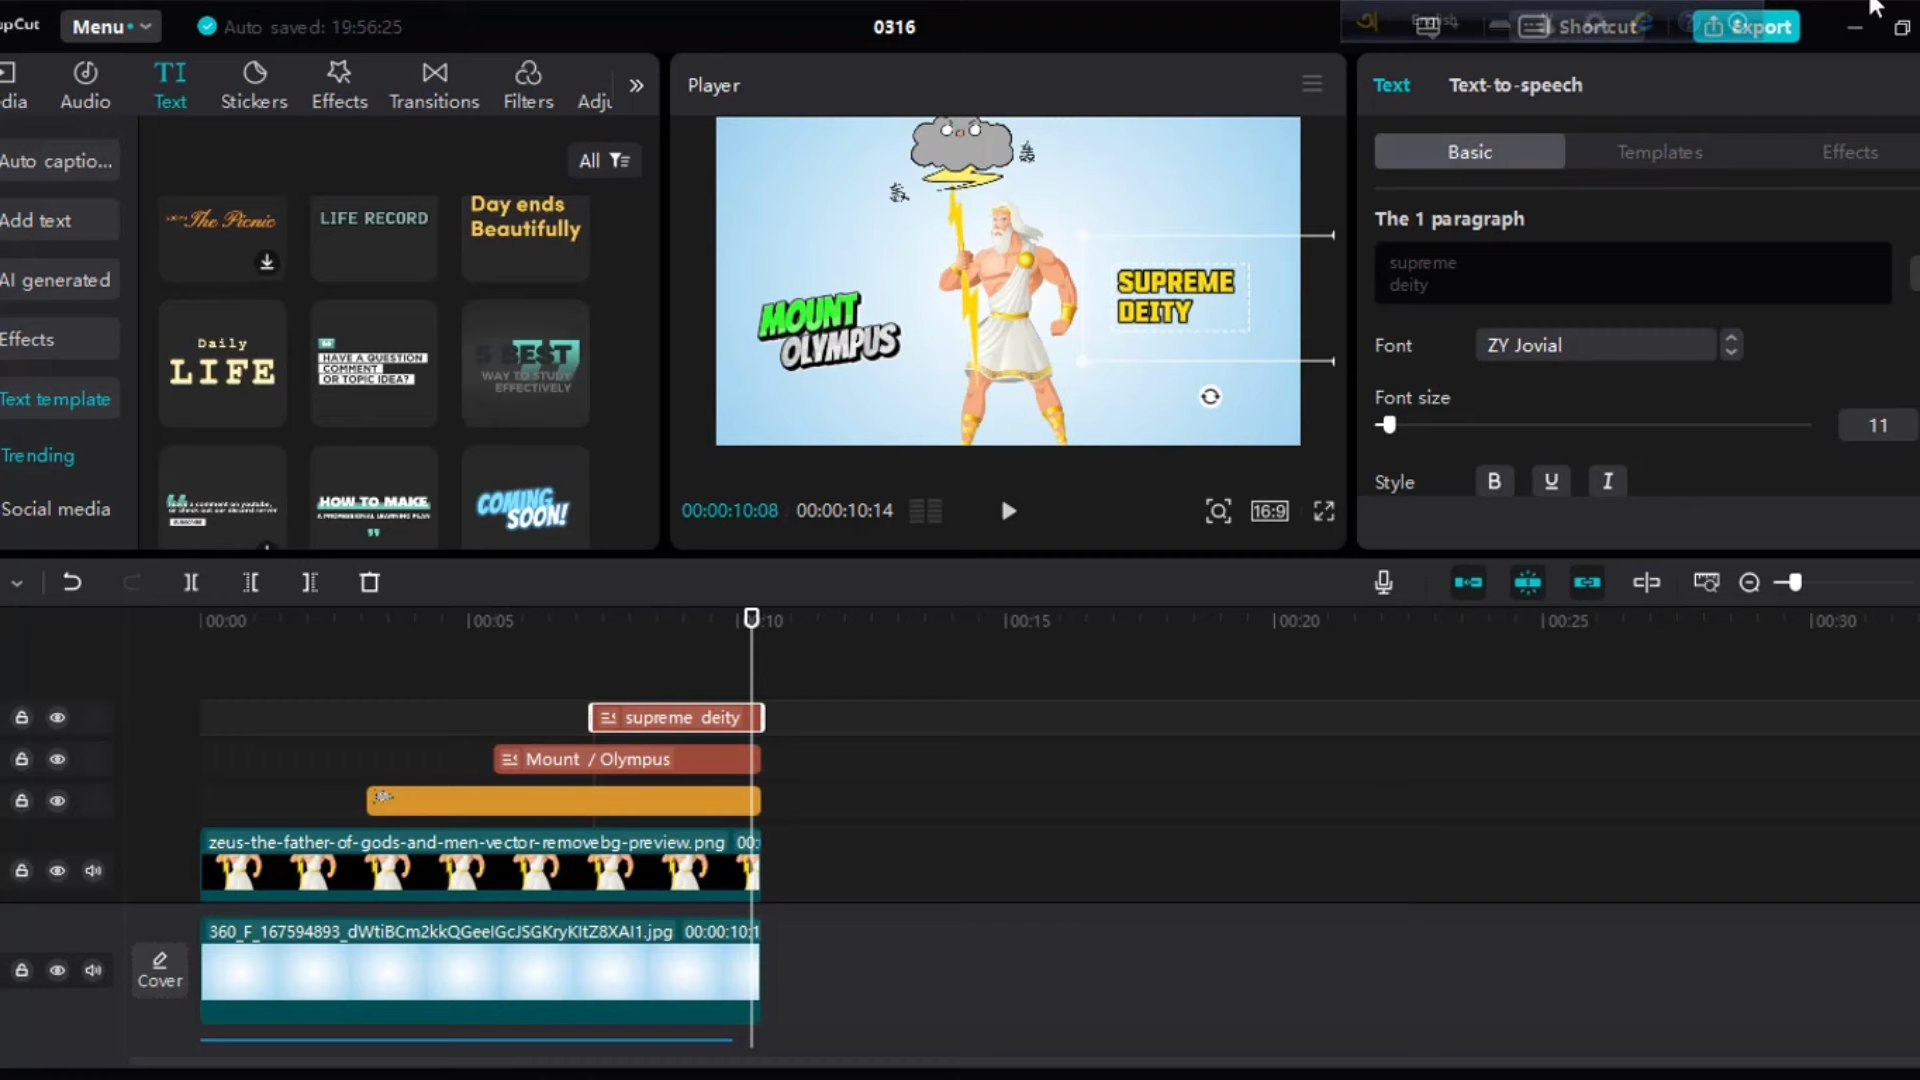 upCut
Menu
Auto saved: 19:56:25
0316
English
Shortcut
Export
dia
Audio
TI
Text
Stickers
Effects
Transitions
Filters
Adju
Player
Text
Text-to-speech
Auto captio...
Add text
AI generated
Effects
Text template
Trending
Social media
All
The Picnic
LIFE RECORD
Day ends
Beautifully
Daily
LIFE
HAVE A QUESTION
COMMENT
OR TOPIC IDEA?
5 BEST
WAY TO STUDY
EFFECTIVELY
HOW TO MAKE
A PROFESSIONAL LEARNING PLAN
COMING
SOON!
MOUNT
OLYMPUS
SUPREME
DEITY
00:00:10:08
00:00:10:14
16:9
Basic
Templates
Effects
The 1 paragraph
supreme
deity
Font
ZY Jovial
Font size
11
Style
B
U
I
00:00
00:05
00:10
00:15
00:20
00:25
00:30
supreme deity
Mount / Olympus
zeus-the-father-of-gods-and-men-vector-removebg-preview.png 00:
360_F_167594893_dWtiBCm2kkQGeelGcJSGKryKItZ8XAI1.jpg 00:00:10:1
Cover